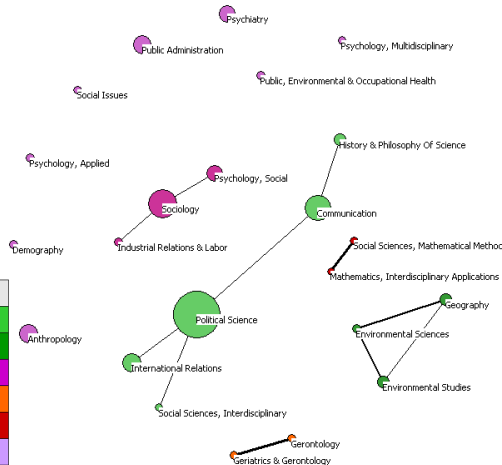 Psychiatry
Public Administration
Psychology, Multidisciplinary
Public, Environmental & Occupational Health
Social Issues
History & Philosophy Of Science
Psychology, Applied
Psychology, Social
Sociology
Communication
Demography
Industrial Relations & Labor
Social Sciences, Mathematical Method
Mathematics, Interdisciplinary Applications
Geography
Political Science
Environmental Sciences
Anthropology
International Relations
Environmental Studies
Social Sciences, Interdisciplinary
Gerontology
Geriatrics & Gerontology